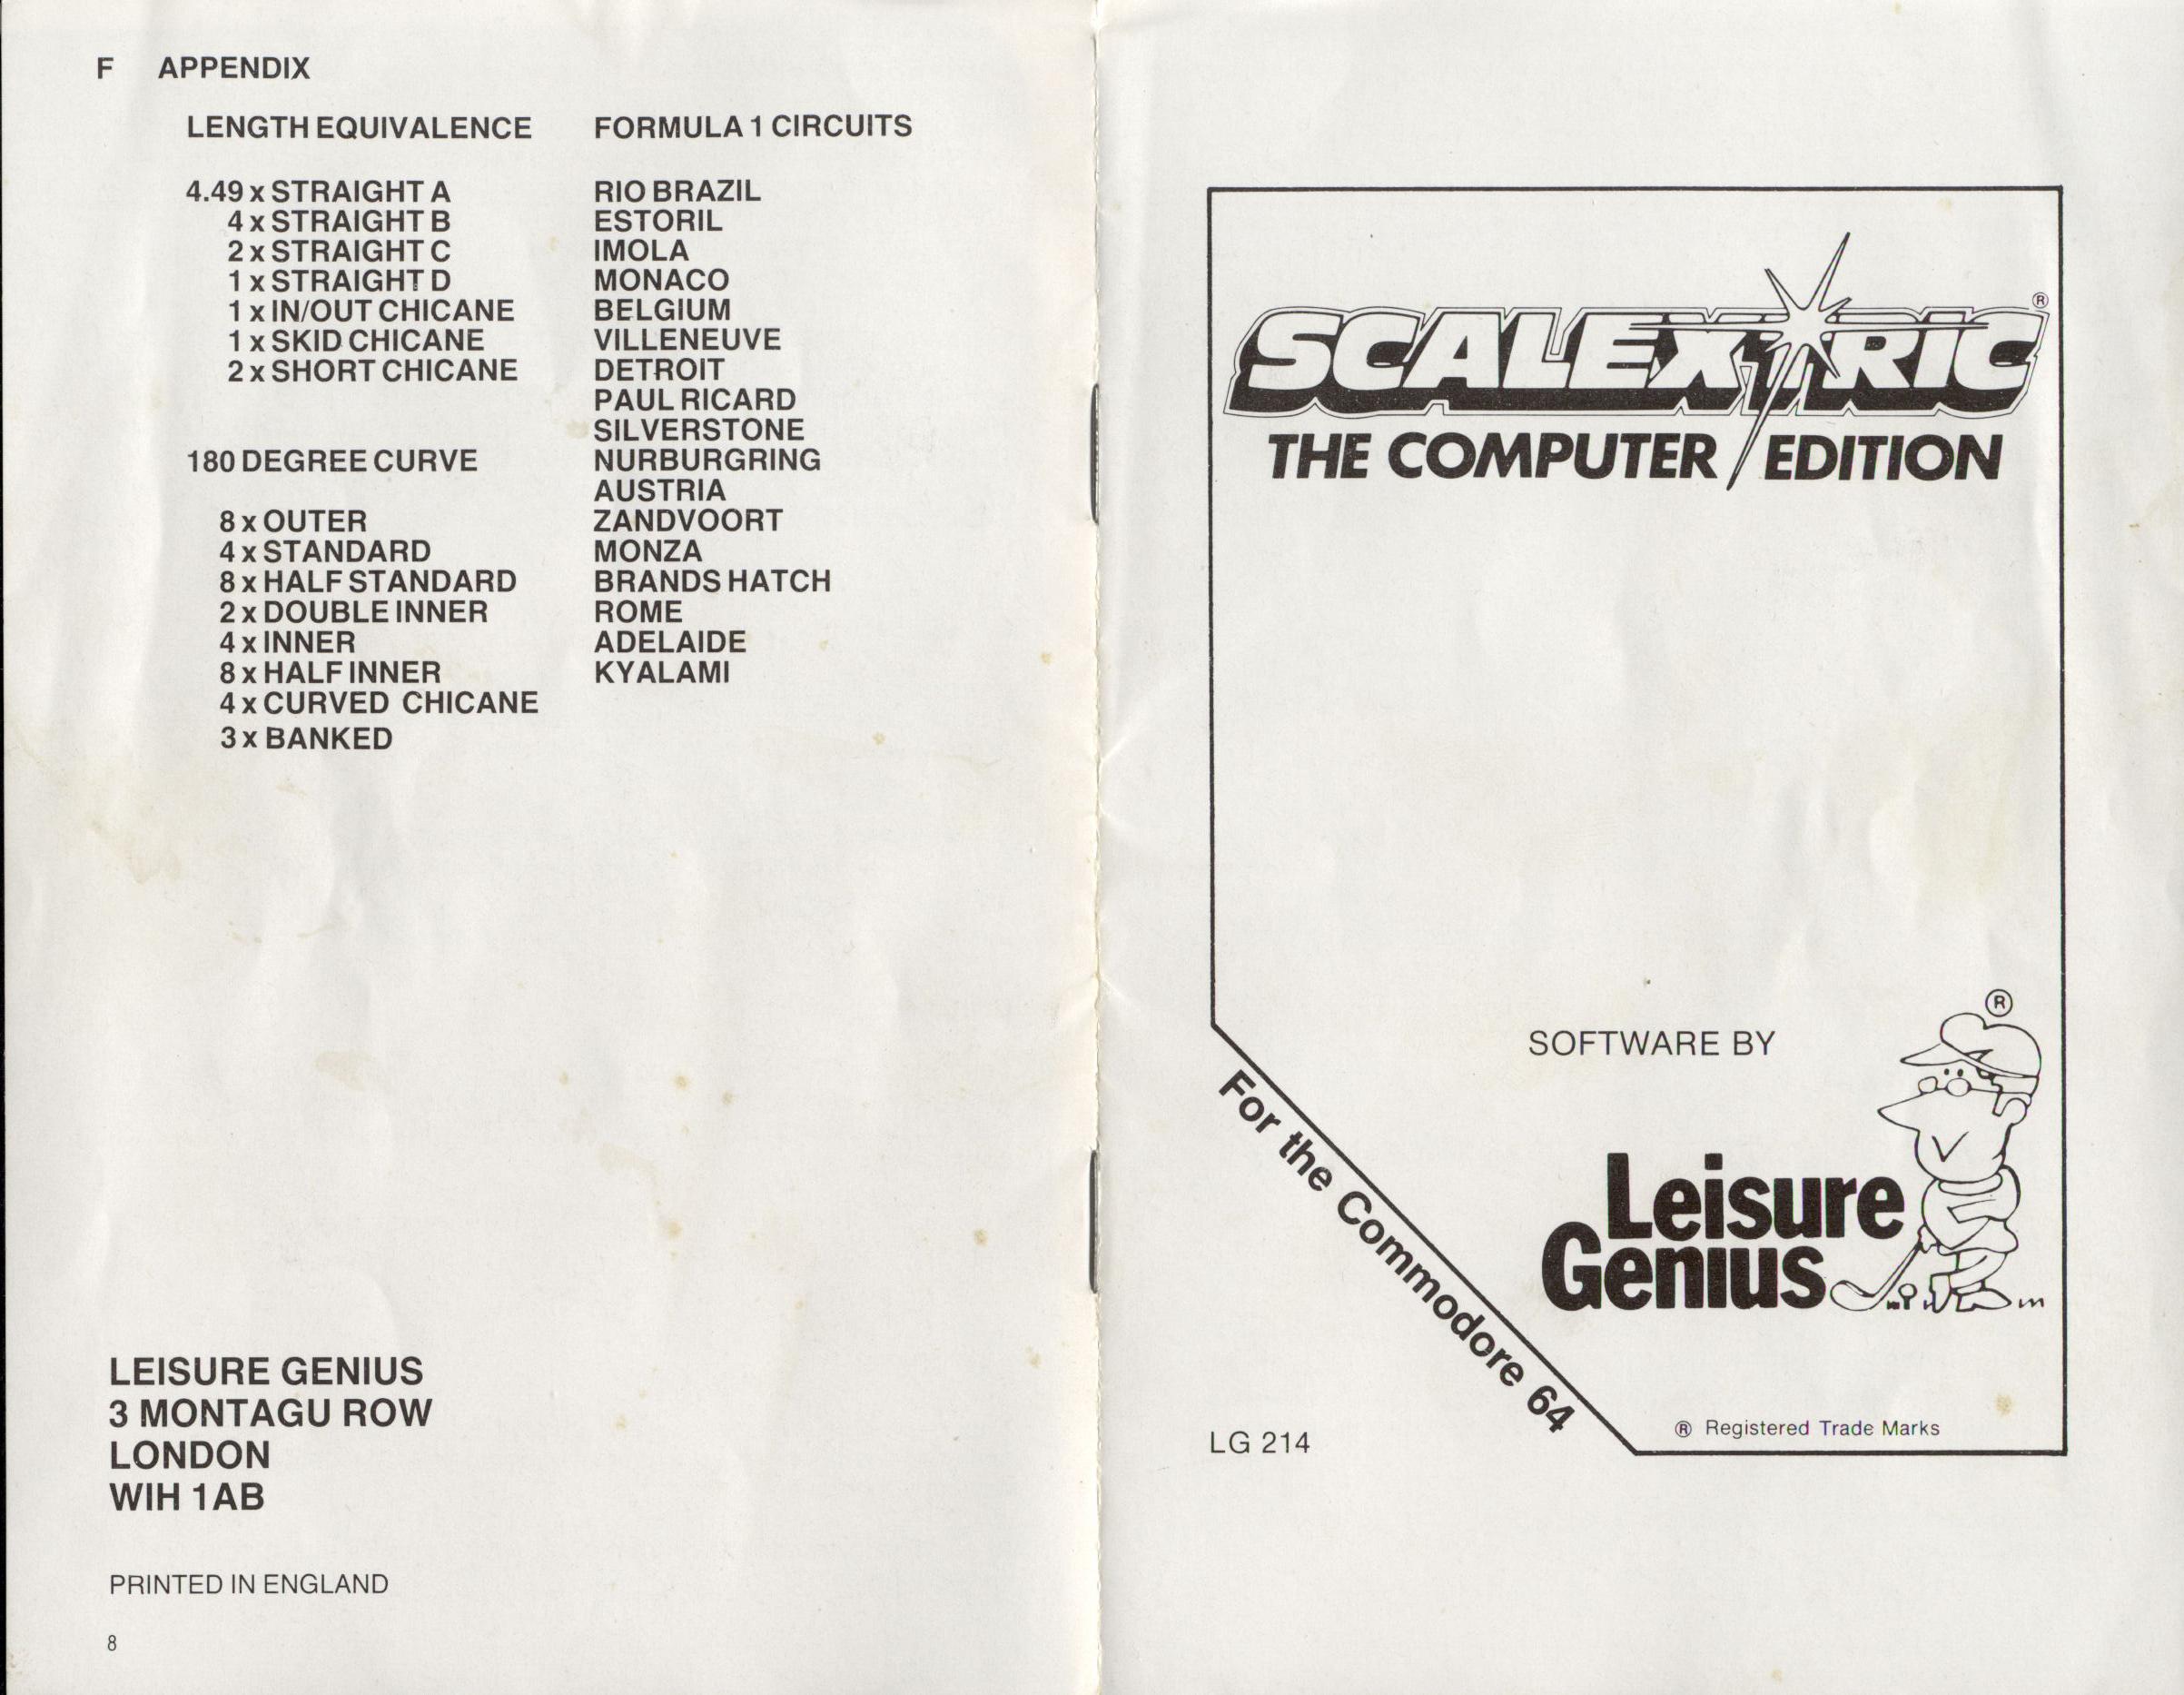 F APPENDIX
LENGTH EQUIVALENCE
4.49 x STRAIGHT A
4 x STRAIGHT B
2 x STRAIGHT C
1 x STRAIGHT D
1 x IN/OUT CHICANE
1 x SKID CHICANE
2 x SHORT CHICANE
180 DEGREE CURVE
8 x OUTER
4 x STANDARD
8 x HALF STANDARD
2 x DOUBLE INNER
4 x INNER
8 x HALF INNER
4 x CURVED CHICANE
3 x BANKED
FORMULA 1 CIRCUITS
RIO BRAZIL
ESTORIL
IMOLA
MONACO
BELGIUM
VILLENEUVE
DETROIT
PAUL RICARD
SILVERSTONE
NURBURGRING
AUSTRIA
ZANDVOORT
MONZA
BRANDS HATCH
ROME
ADELAIDE
KYALAMI
LEISURE GENIUS
3 MONTAGU ROW
LONDON
WIH 1AB
PRINTED IN ENGLAND
8
SCALEXTRIC ®
THE COMPUTER EDITION
SOFTWARE BY
®
Leisure
Genius
For the Commodore 64
® Registered Trade Marks
LG 214